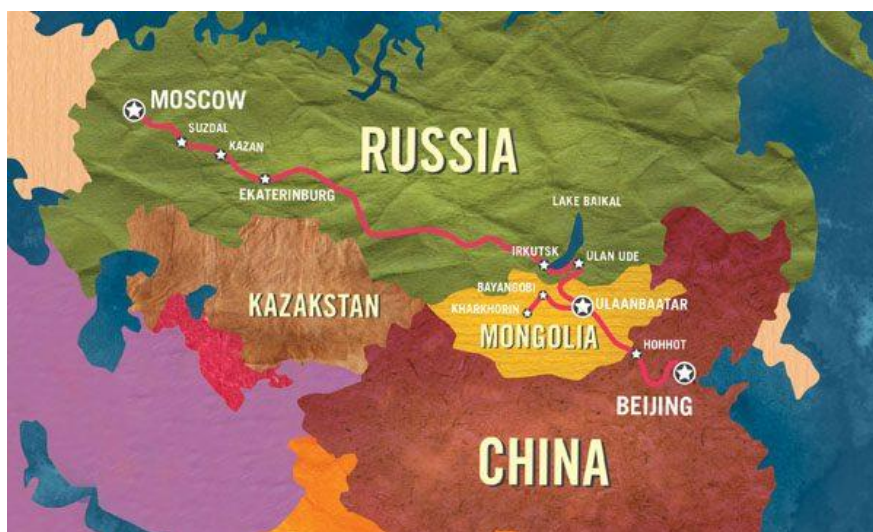 MOSCOW
SUZDAL
KAZAN
EKATERINBURG
RUSSIA
LAKE BAIKAL
IRKUTSK
ULAN UDE
KAZAKSTAN
BAYANGOBI
KHARKHORIN
ULAANBAATAR
MONGOLIA
HOHHOT
BEIJING
CHINA